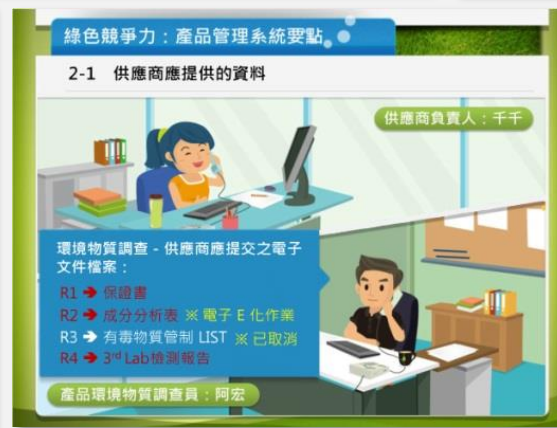 綠色競爭力：產品管理系統要點
2-1 供應商應提供的資料
供應商負責人：千千
環境物質調查－供應商應提交之電子
文件檔案：
R1 ➔ 保證書
R2 ➔ 成分分析表 ※ 電子 E 化作業
R3 ➔ 有毒物質管制 LIST ※ 已取消
R4 ➔ 3rd Lab檢測報告
產品環境物質調查員：阿宏